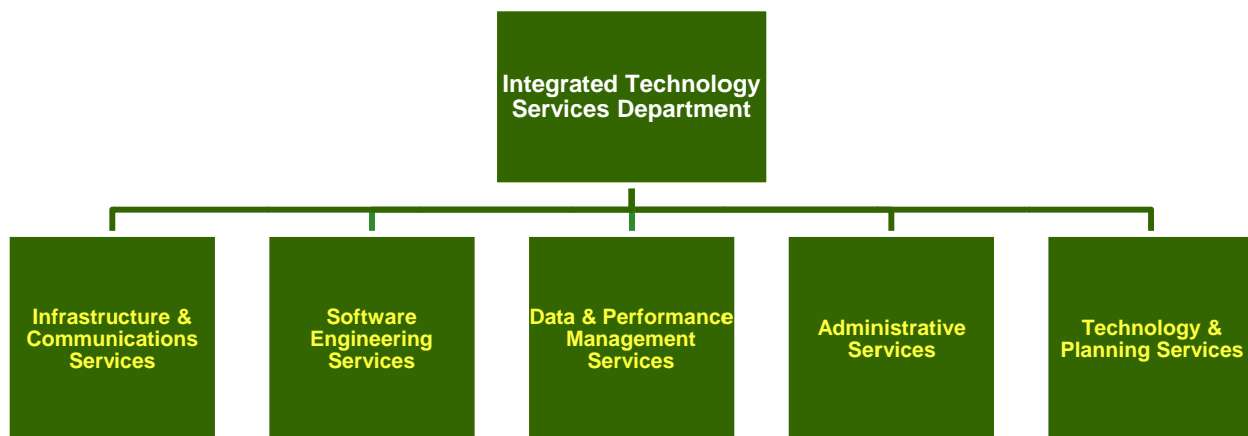 Integrated Technology
Services Department
Infrastructure &
Communications
Services
Software
Engineering
Services
Data & Performance
Management
Services
Administrative
Services
Technology &
Planning Services